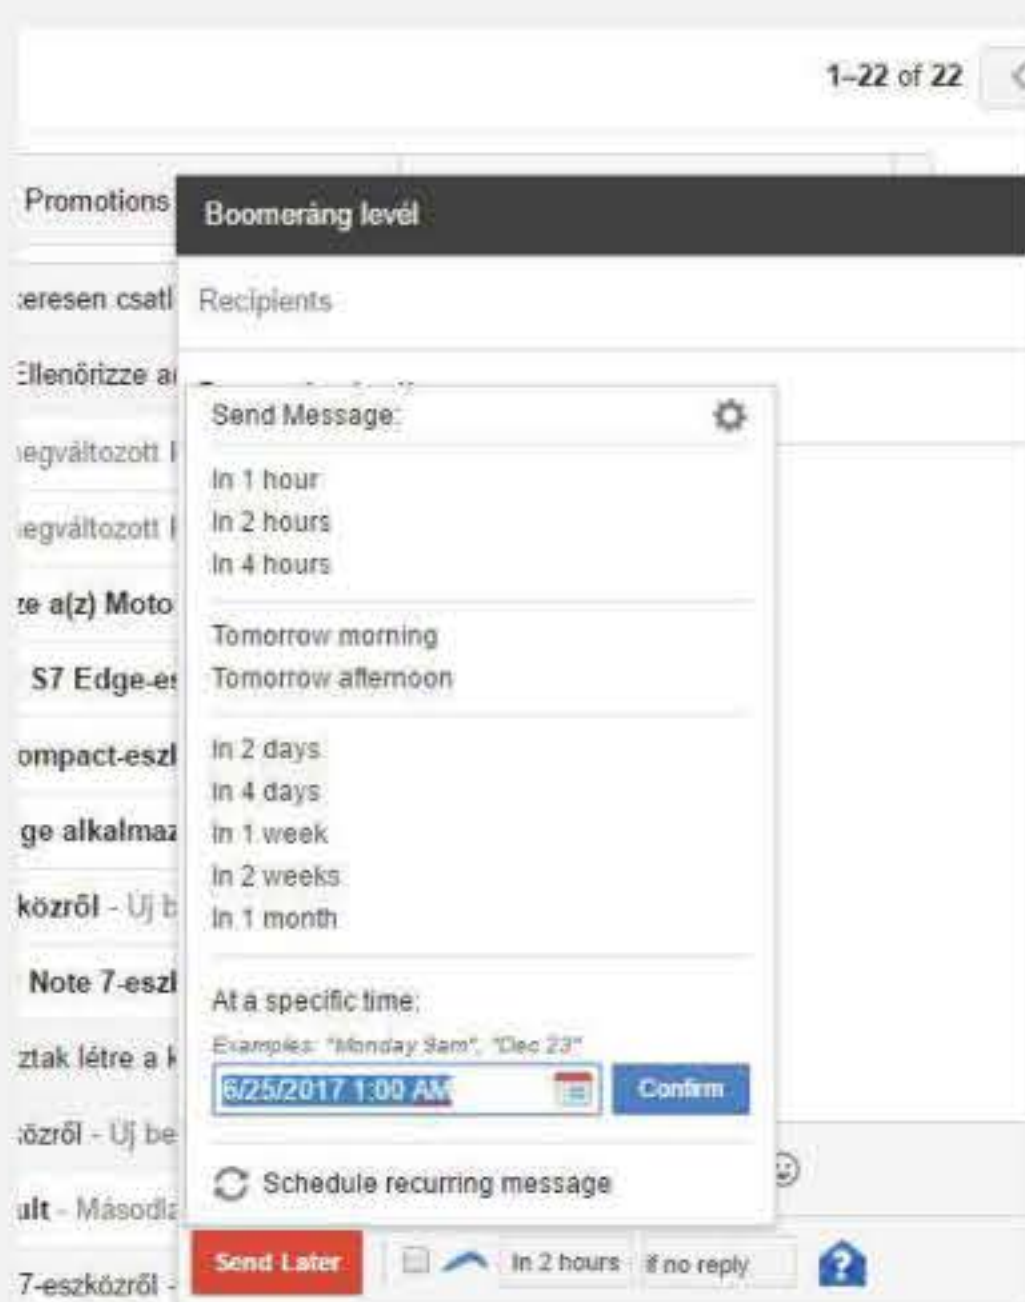 1–22 of 22
Promotions
Boomeráng levél
eresen csatl
Recipients
Ellenőrizze a
Send Message:
egváltozott
In 1 hour
In 2 hours
egváltozott
In 4 hours
ze a(z) Moto
Tomorrow morning
S7 Edge-es
Tomorrow afternoon
ompact-eszl
In 2 days
In 4 days
ge alkalmaz
In 1 week
In 2 weeks
közről - Új b
In 1 month
Note 7-eszl
At a specific time:
Examples: "Monday 9am", "Dec 23"
ztak létre a k
6/25/2017 1:00 AM
Confirm
özről - Új be
Schedule recurring message
ult - Másodla
Send Later
In 2 hours
if no reply
7-eszközről -